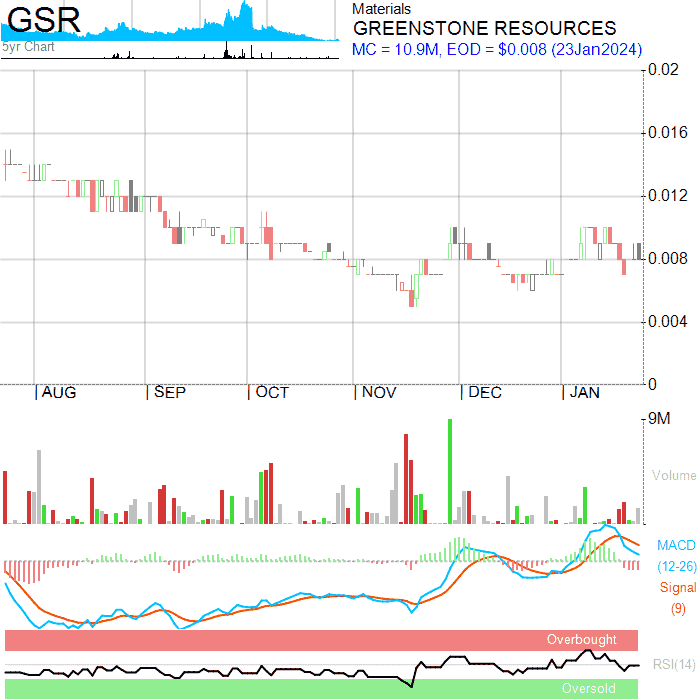 GSR
5yr Chart
Materials
GREENSTONE RESOURCES
MC = 10.9M, EOD = $0.008 (23Jan2024)
0.02
0.016
0.012
0.008
0.004
0
AUG SEP OCT NOV DEC JAN
9M
Volume
MACD
(12-26)
Signal
(9)
Overbought
RSI(14)
Oversold